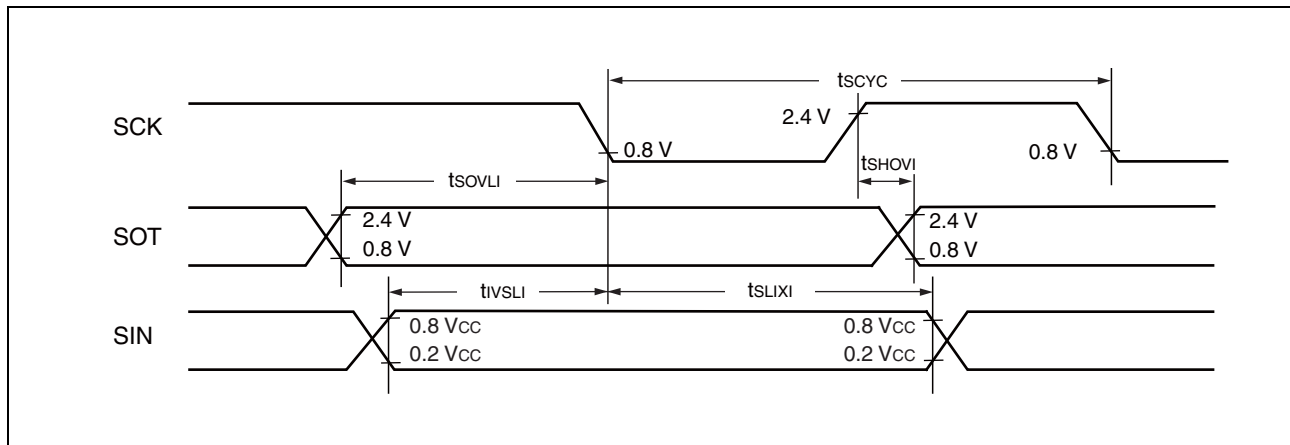 tSCYC
SCK
2.4 V
0.8 V
0.8 V
tSHOVI
tSOVLI
SOT
2.4 V
0.8 V
2.4 V
0.8 V
tIVSLI
tSLIXI
SIN
0.8 VCC
0.2 VCC
0.8 VCC
0.2 VCC